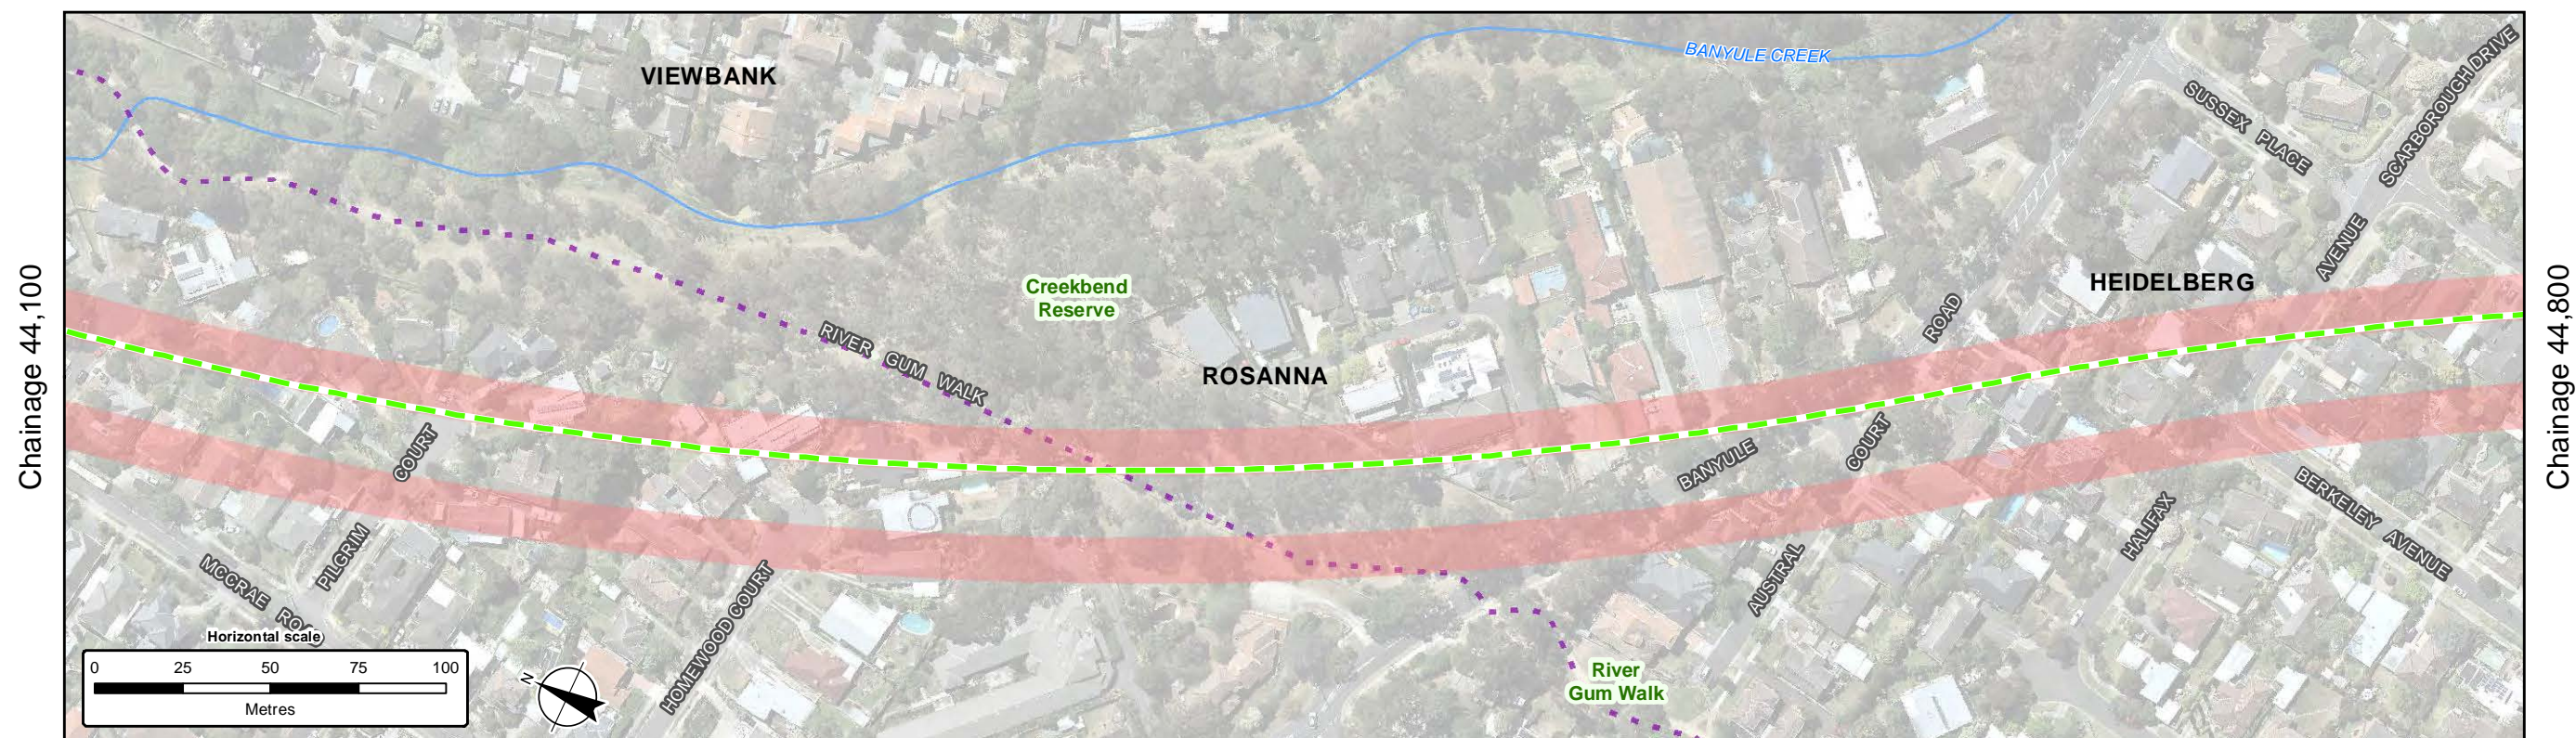 VIEWBANK
BANYULE CREEK
SUSSEX PLACE
SCARBOROUGH DRIVE
AVENUE
HEIDELBERG
Creekbend
Reserve
ROAD
RIVER GUM WALK
ROSANNA
Chainage 44,100
Chainage 44,800
COURT
COURT
BANYULE
PILGRIM
MCCRAE ROAD
HOMEWOOD COURT
AUSTRAL
HALIFAX
BERKELEY AVENUE
River
Gum Walk
Horizontal scale
0 25 50 75 100
Metres
N